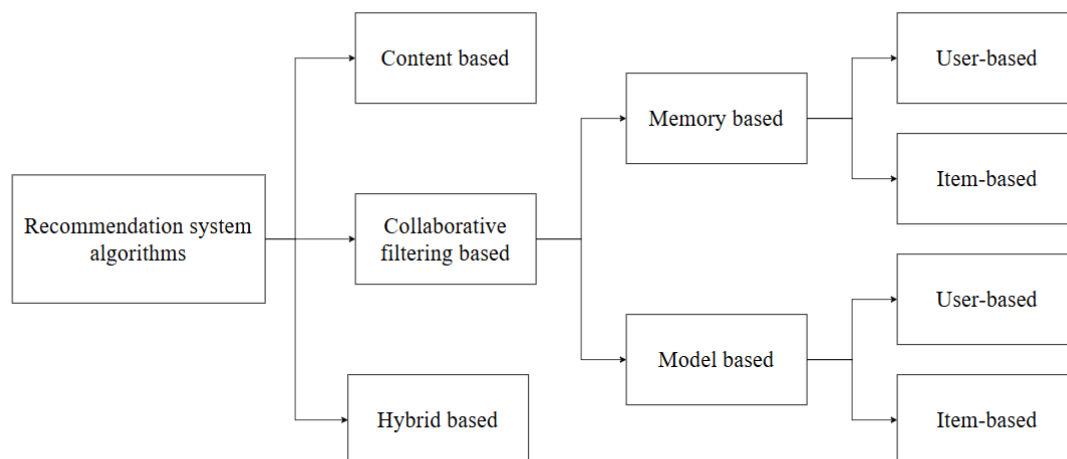 Recommendation system
algorithms
Content based
Collaborative
filtering based
Hybrid based
Memory based
Model based
User-based
Item-based
User-based
Item-based